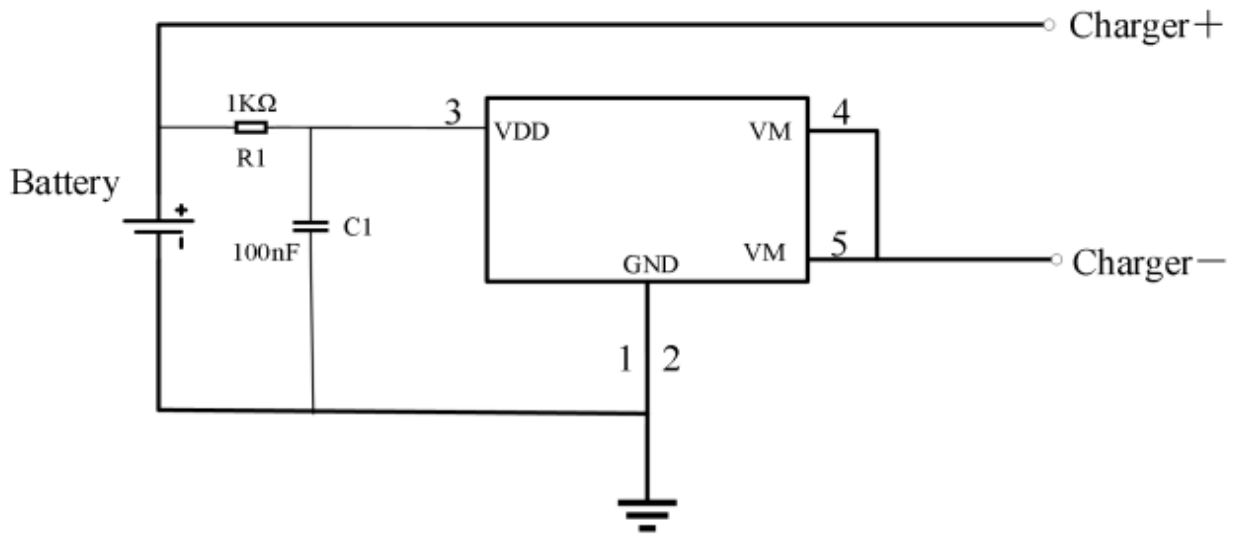 Charger+
1KΩ
3
4
VDD
VM
R1
Battery
+
C1
100nF
5
VM
GND
Charger−
1
2